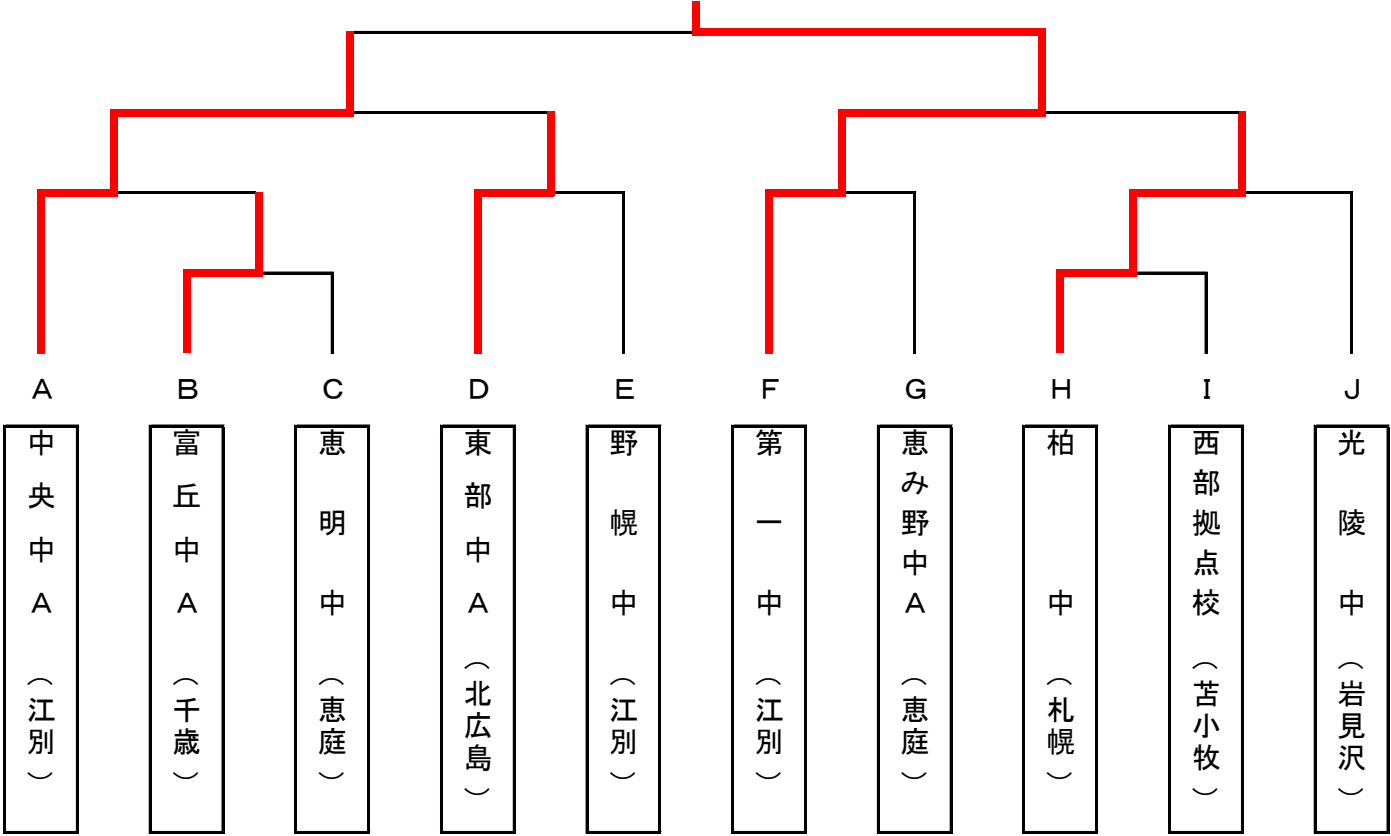 A B C D E F G H I J
中央中A（江別）
富丘中A（千歳）
恵明中（恵庭）
東部中A（北広島）
野幌中（江別）
第一中（江別）
恵み野中A（恵庭）
柏中（札幌）
西部拠点校（苫小牧）
光陵中（岩見沢）